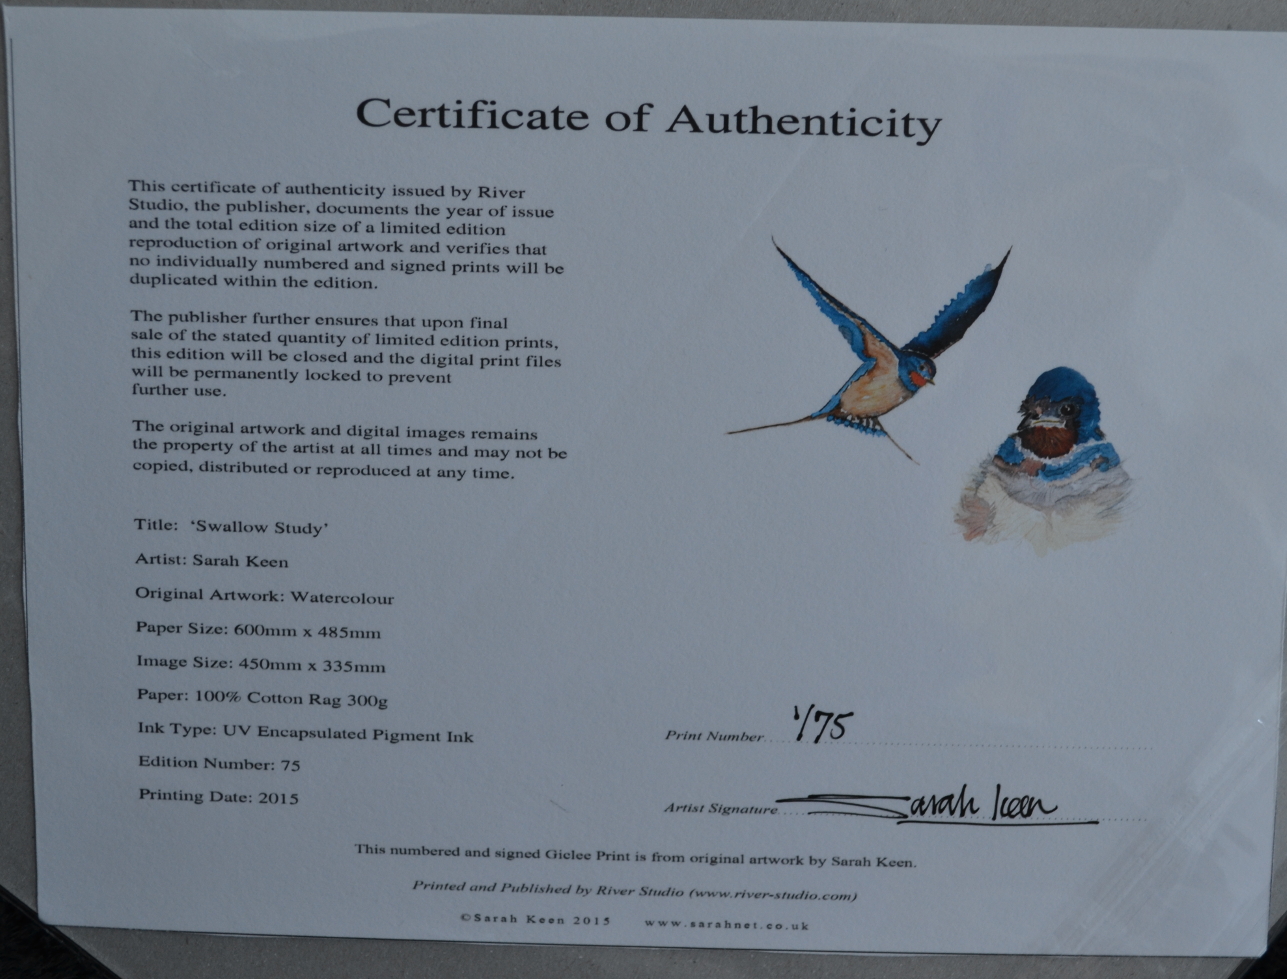 Certificate of Authenticity
This certificate of authenticity issued by River
Studio, the publisher, documents the year of issue
and the total edition size of a limited edition
reproduction of original artwork and verifies that
no individually numbered and signed prints will be
duplicated within the edition.
The publisher further ensures that upon final
sale of the stated quantity of limited edition prints,
this edition will be closed and the digital print files
will be permanently locked to prevent
further use.
The original artwork and digital images remains
the property of the artist at all times and may not be
copied, distributed or reproduced at any time.
Title: ‘Swallow Study’
Artist: Sarah Keen
Original Artwork: Watercolour
Paper Size: 600mm x 485mm
Image Size: 450mm x 335mm
Paper: 100% Cotton Rag 300g
Ink Type: UV Encapsulated Pigment Ink
Edition Number: 75
Printing Date: 2015
Print Number 1/75
Artist Signature Sarah Keen
This numbered and signed Giclee Print is from original artwork by Sarah Keen.
Printed and Published by River Studio (www.river-studio.com)
©Sarah Keen 2015 www.sarahnet.co.uk